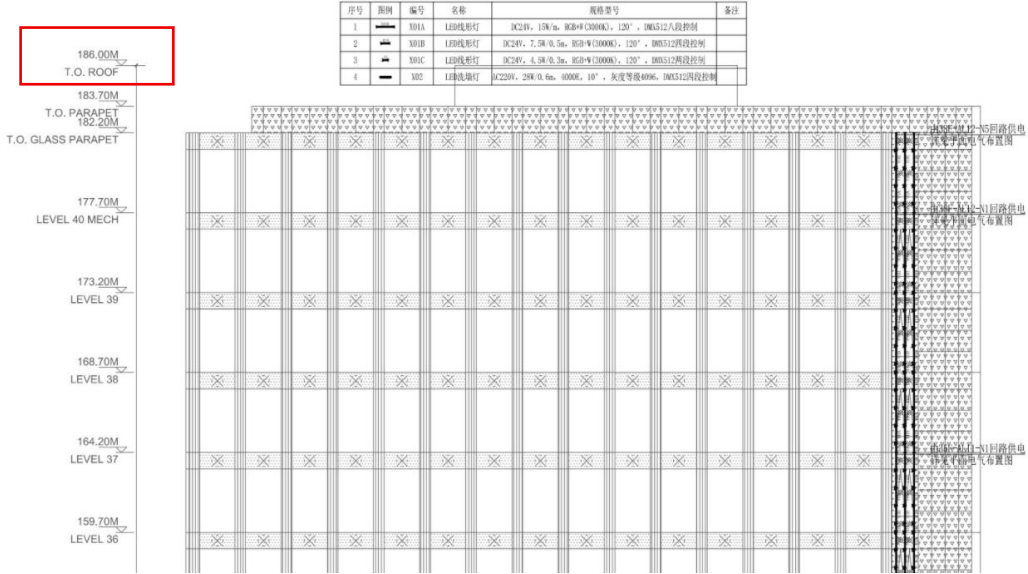 序号 图例 编号 名称 规格型号 备注
1 X01A LED线形灯 DC24V, 15W/m, RGB+W(3000K), 120°, DMX512八段控制
2 X01B LED线形灯 DC24V, 7.5W/0.5m, RGB+W(3000K), 120°, DMX512四段控制
3 X01C LED线形灯 DC24V, 4.5W/0.3m, RGB+W(3000K), 120°, DMX512两段控制
4 X02 LED洗墙灯 AC220V, 28W/0.6m, 4000K, 10°, 灰度等级4096, DMX512四段控制
186.00M
T.O. ROOF
183.70M
T.O. PARAPET
182.20M
T.O. GLASS PARAPET
N5回路供电
电气布置图
177.70M
LEVEL 40 MECH
N1回路供电
电气布置图
173.20M
LEVEL 39
168.70M
LEVEL 38
164.20M
LEVEL 37
N1回路供电
电气布置图
159.70M
LEVEL 36